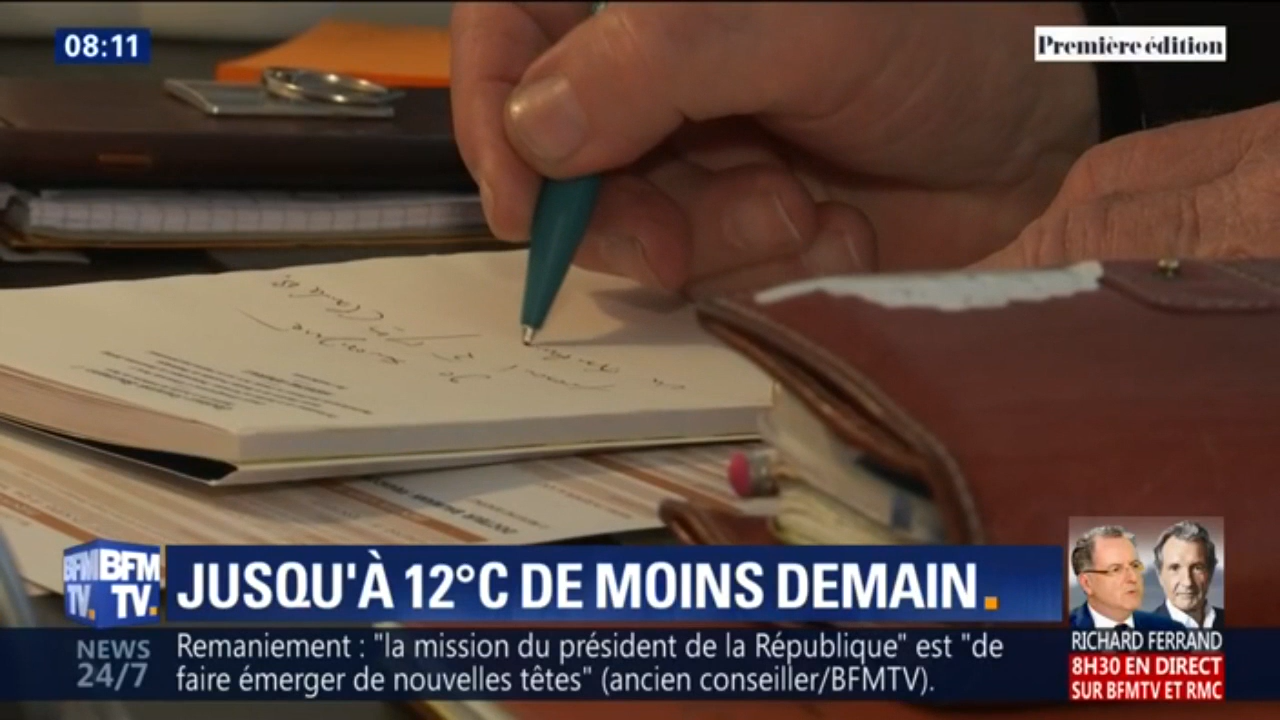 08:11
Première édition
BFM BFM
TV. TV.
JUSQU'À 12°C DE MOINS DEMAIN.
NEWS
24/7
Remaniement : "la mission du président de la République" est "de
faire émerger de nouvelles têtes" (ancien conseiller/BFMTV).
RICHARD FERRAND
8H30 EN DIRECT
SUR BFMTV ET RMC